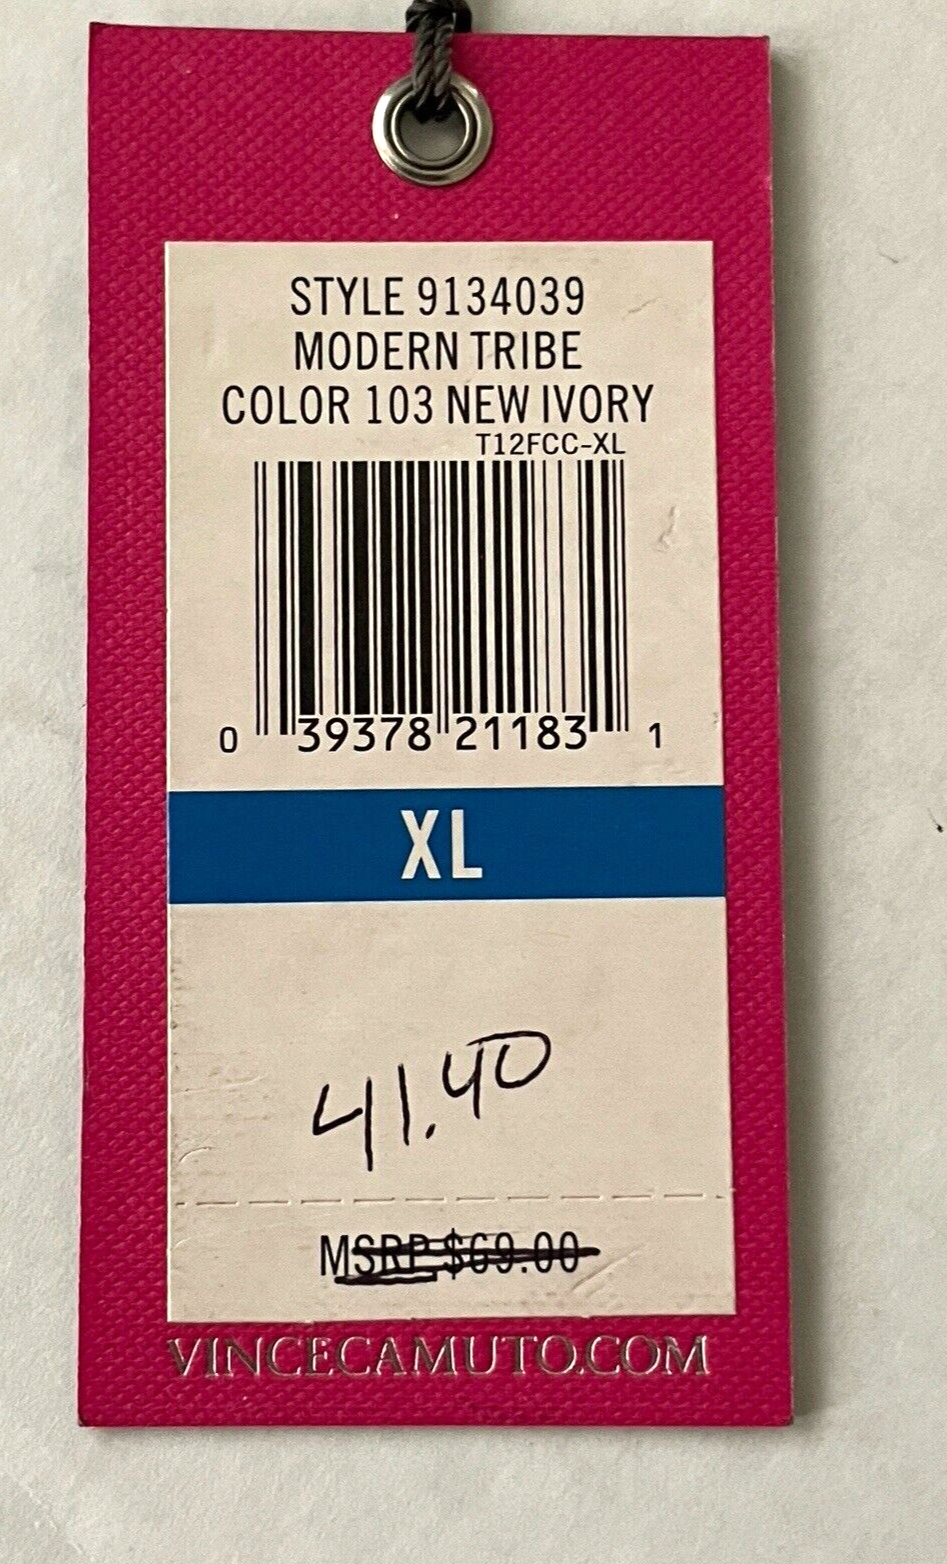 STYLE 9134039
MODERN TRIBE
COLOR 103 NEW IVORY
T12FCC-XL
0 39378 21183 1
XL
41.40
MSRP $69.00
VINCECAMUTO.COM